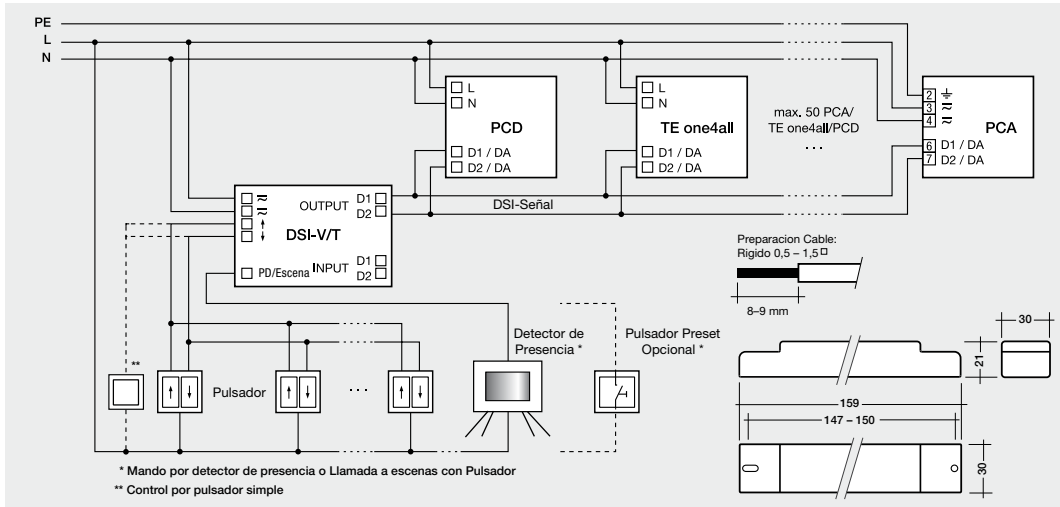 PE
L
N
L
N
PCD
D1 / DA
D2 / DA
L
N
TE one4all
D1 / DA
D2 / DA
max. 50 PCA/
TE one4all/PCD
...
2
3
4
PCA
6 D1 / DA
7 D2 / DA
OUTPUT D1
D2
DSI-V/T
↑
↓
PD/Escena INPUT D1
D2
DSI-Señal
Preparacion Cable:
Rigido 0,5 – 1,5
8–9 mm
**
↑ ↓
Pulsador
↑ ↓
...
↑ ↓
Detector de
Presencia *
Pulsador Preset
Opcional *
30
21
159
147 – 150
30
* Mando por detector de presencia o Llamada a escenas con Pulsador
** Control por pulsador simple